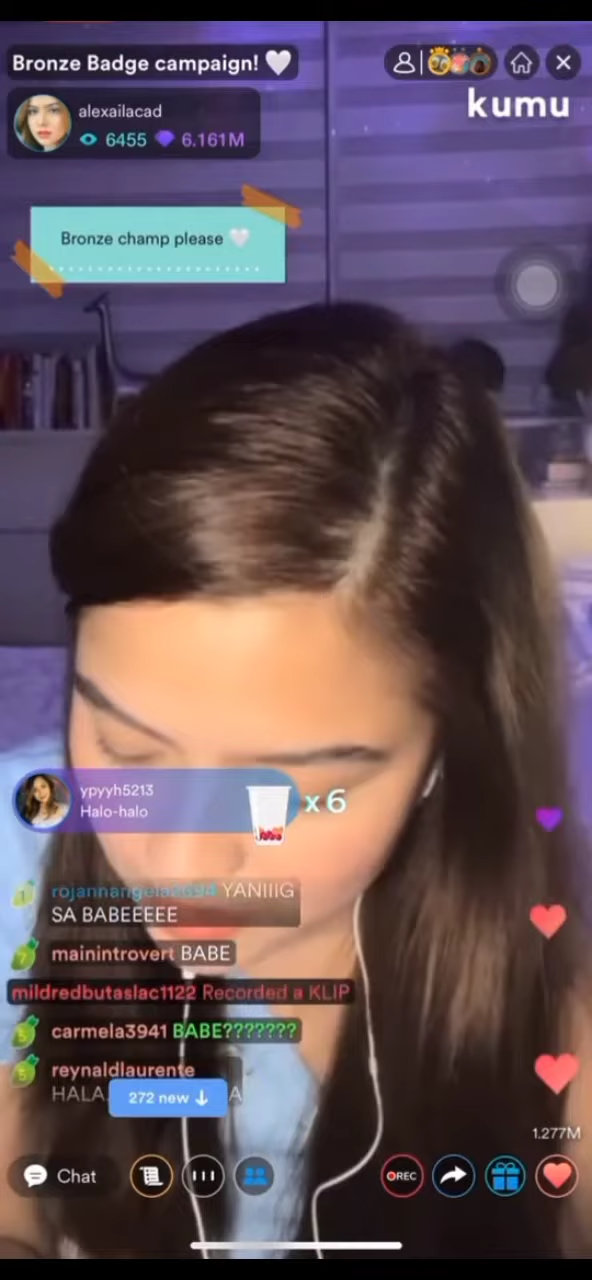 Bronze Badge campaign! 🤍
kumu
alexailacad
6455 6.161M
Bronze champ please 🤍
ypyyh5213
Halo-halo
x 6
YANIIIG
SA BABEEEEE
mainintrovert BABE
mildredbutaslac1122 Recorded a KLIP
carmela3941 BABE???????
reynaldlaurente
HALA
272 new ↓
A
1.277M
Chat
REC